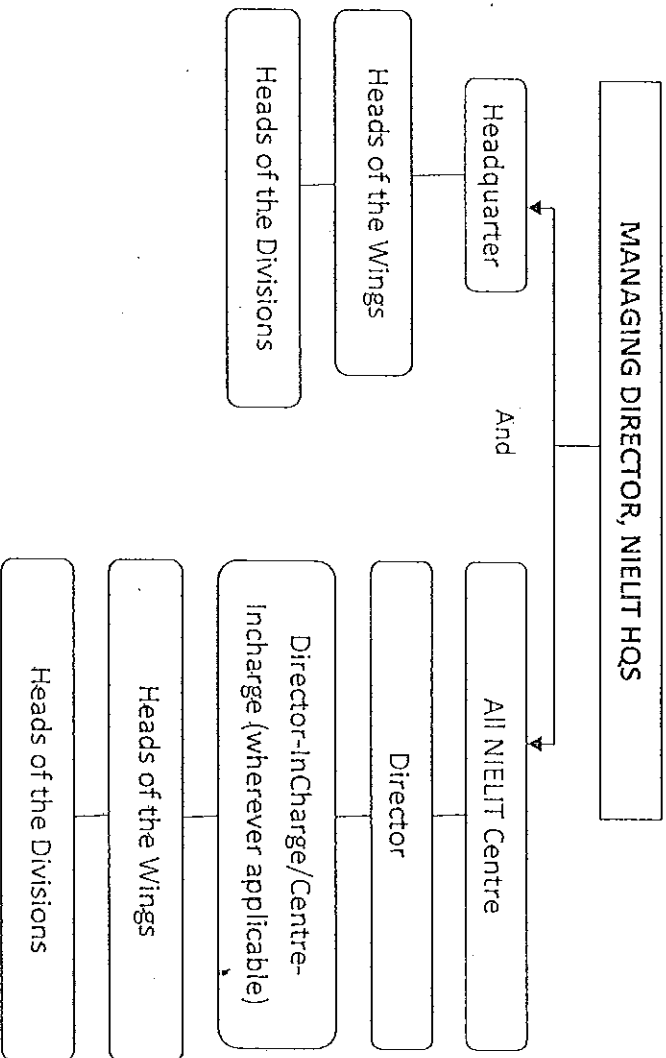 MANAGING DIRECTOR, NIELIT HQS
And
Headquarter
Heads of the Wings
Heads of the Divisions
All NIELIT Centre
Director
Director-InCharge/Centre-
Incharge (wherever applicable)
Heads of the Wings
Heads of the Divisions